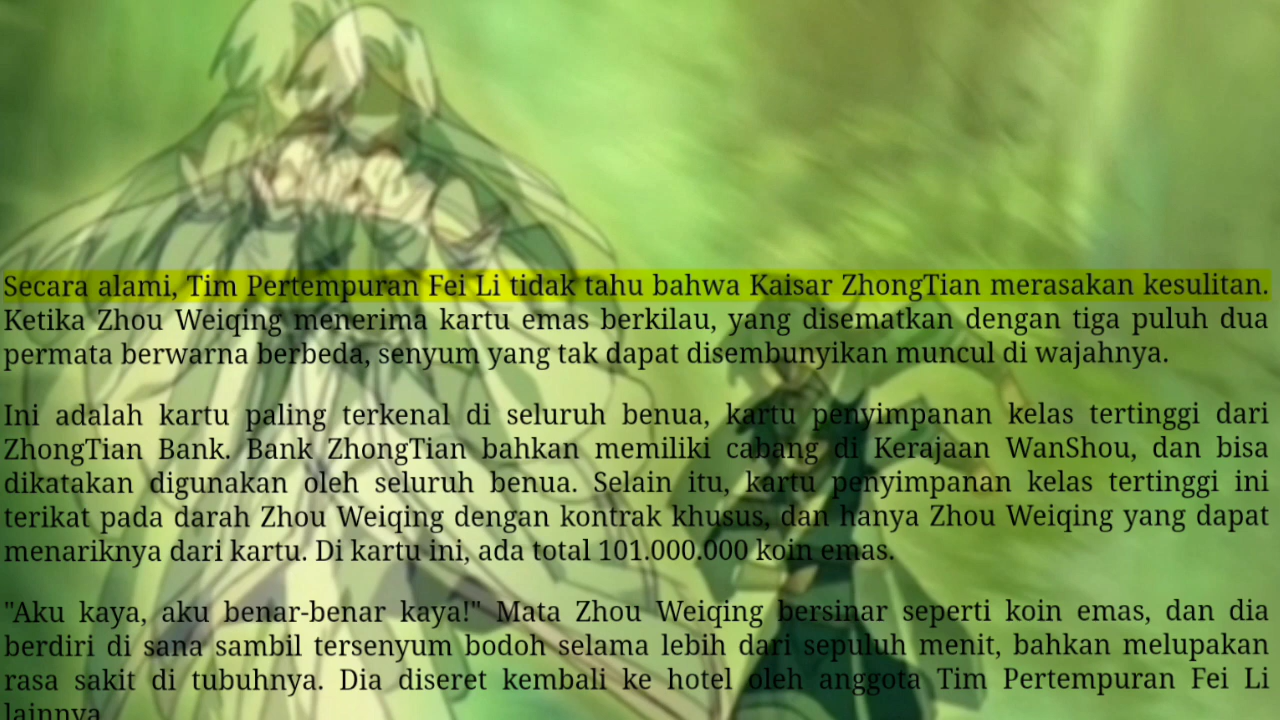 Secara alami, Tim Pertempuran Fei Li tidak tahu bahwa Kaisar ZhongTian merasakan kesulitan.
Ketika Zhou Weiqing menerima kartu emas berkilau, yang disematkan dengan tiga puluh dua
permata berwarna berbeda, senyum yang tak dapat disembunyikan muncul di wajahnya.
Ini adalah kartu paling terkenal di seluruh benua, kartu penyimpanan kelas tertinggi dari
ZhongTian Bank. Bank ZhongTian bahkan memiliki cabang di Kerajaan WanShou, dan bisa
dikatakan digunakan oleh seluruh benua. Selain itu, kartu penyimpanan kelas tertinggi ini
terikat pada darah Zhou Weiqing dengan kontrak khusus, dan hanya Zhou Weiqing yang dapat
menariknya dari kartu. Di kartu ini, ada total 101.000.000 koin emas.
"Aku kaya, aku benar-benar kaya!" Mata Zhou Weiqing bersinar seperti koin emas, dan dia
berdiri di sana sambil tersenyum bodoh selama lebih dari sepuluh menit, bahkan melupakan
rasa sakit di tubuhnya. Dia diseret kembali ke hotel oleh anggota Tim Pertempuran Fei Li
lainnya